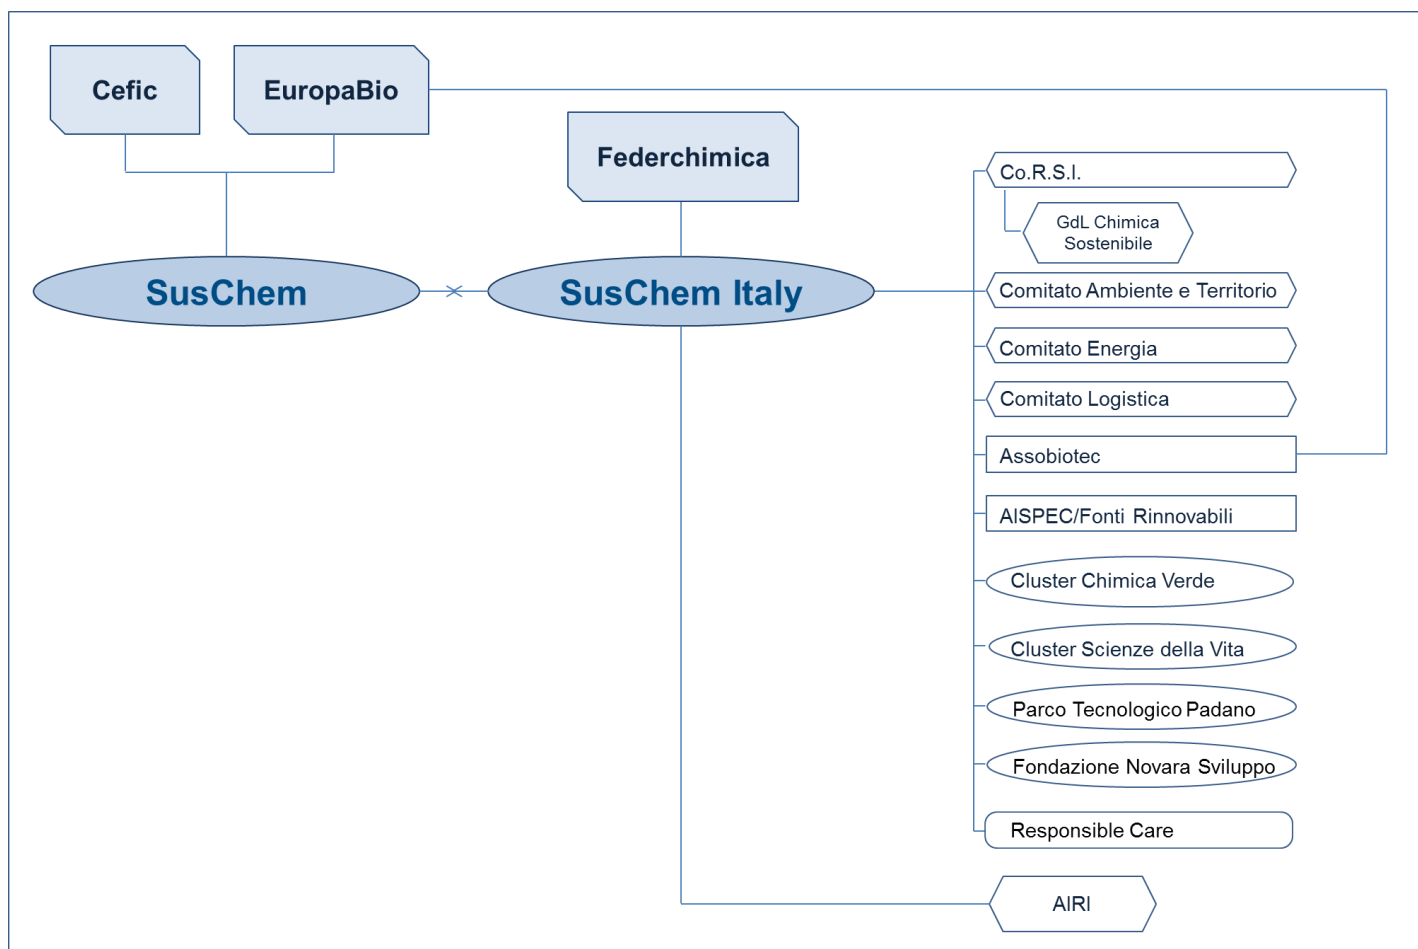 Cefic
EuropaBio
Federchimica
SusChem
SusChem Italy
Co.R.S.I.
GdL Chimica
Sostenibile
Comitato Ambiente e Territorio
Comitato Energia
Comitato Logistica
Assobiotec
AISPEC/Fonti Rinnovabili
Cluster Chimica Verde
Cluster Scienze della Vita
Parco Tecnologico Padano
Fondazione Novara Sviluppo
Responsible Care
AIRI